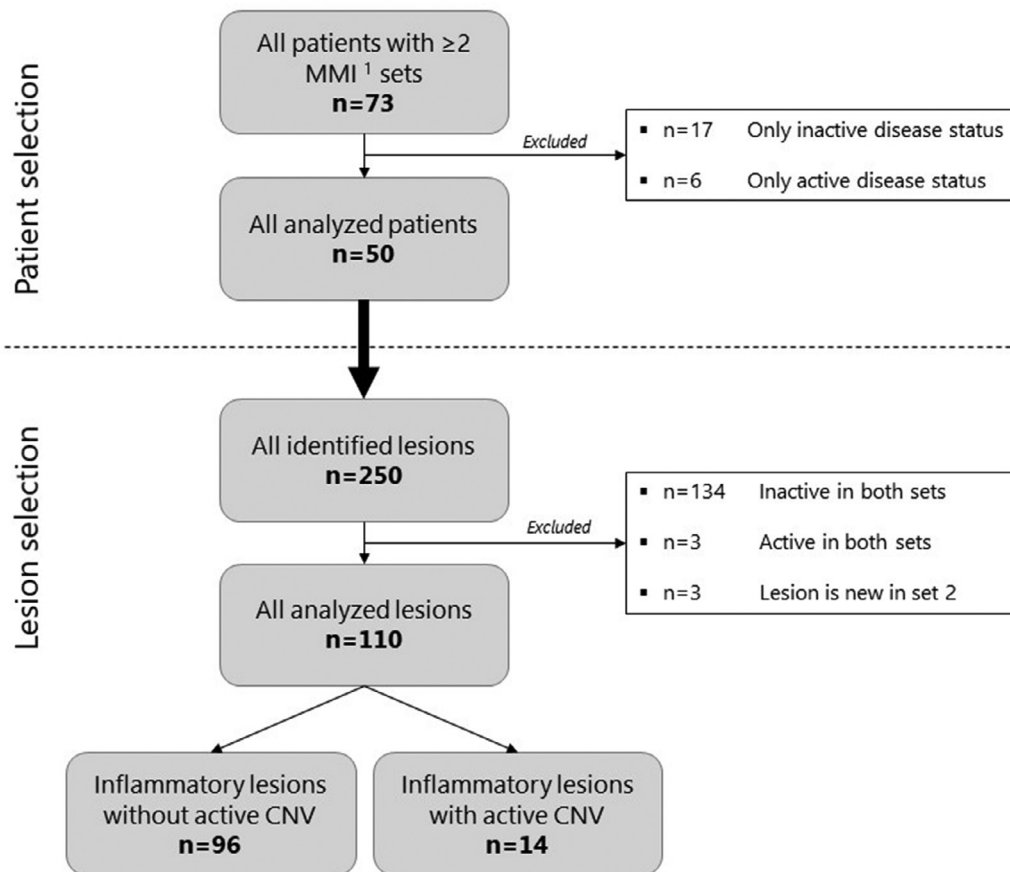 Patient selection
All patients with ≥2
MMI ¹ sets
n=73
Excluded
▪ n=17 Only inactive disease status
▪ n=6 Only active disease status
All analyzed patients
n=50
Lesion selection
All identified lesions
n=250
Excluded
▪ n=134 Inactive in both sets
▪ n=3 Active in both sets
▪ n=3 Lesion is new in set 2
All analyzed lesions
n=110
Inflammatory lesions
without active CNV
n=96
Inflammatory lesions
with active CNV
n=14